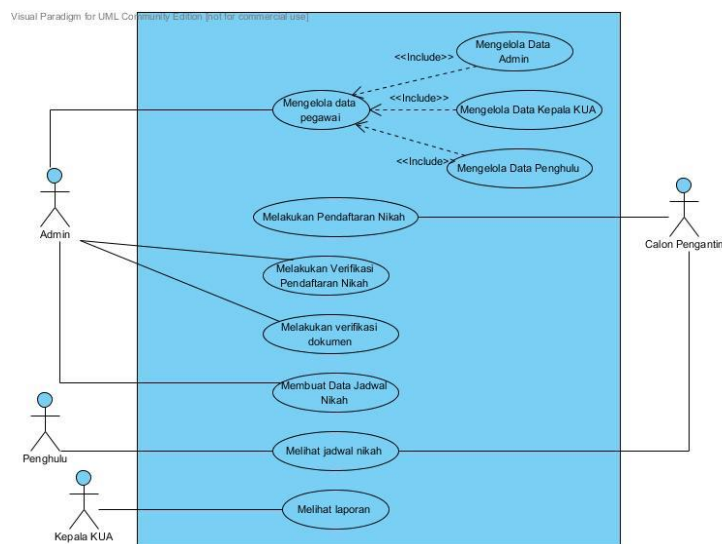 Visual Paradigm for UML Community Edition [not for commercial use]
Mengelola Data
Admin
<<Include>>
Mengelola data
pegawai
<<Include>>
Mengelola Data Kepala KUA
<<Include>>
Mengelola Data Penghulu
Melakukan Pendaftaran Nikah
Admin
Calon Pengantin
Melakukan Verifikasi
Pendaftaran Nikah
Melakukan verifikasi
dokumen
Membuat Data Jadwal
Nikah
Penghulu
Melihat jadwal nikah
Melihat laporan
Kepala KUA